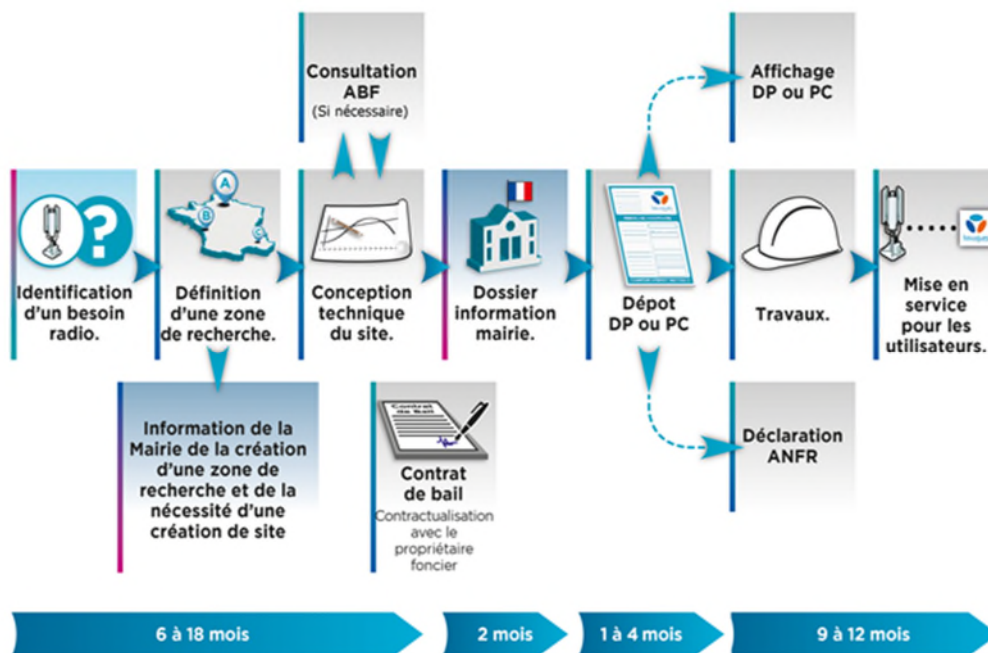 Consultation
ABF
(Si nécessaire)
Affichage
DP ou PC
A
B
C
Identification
d'un besoin
radio.
Définition
d'une zone
de recherche.
Conception
technique
du site.
Dossier
information
mairie.
Dépot
DP ou PC
Travaux.
Mise en
service
pour les
utilisateurs.
Information de la
Mairie de la création
d'une zone de
recherche et de la
nécessité d'une
création de site
Contrat
de Bail
Contrat
de bail
Contractualisation
avec le
propriétaire
foncier
Déclaration
ANFR
6 à 18 mois
2 mois
1 à 4 mois
9 à 12 mois